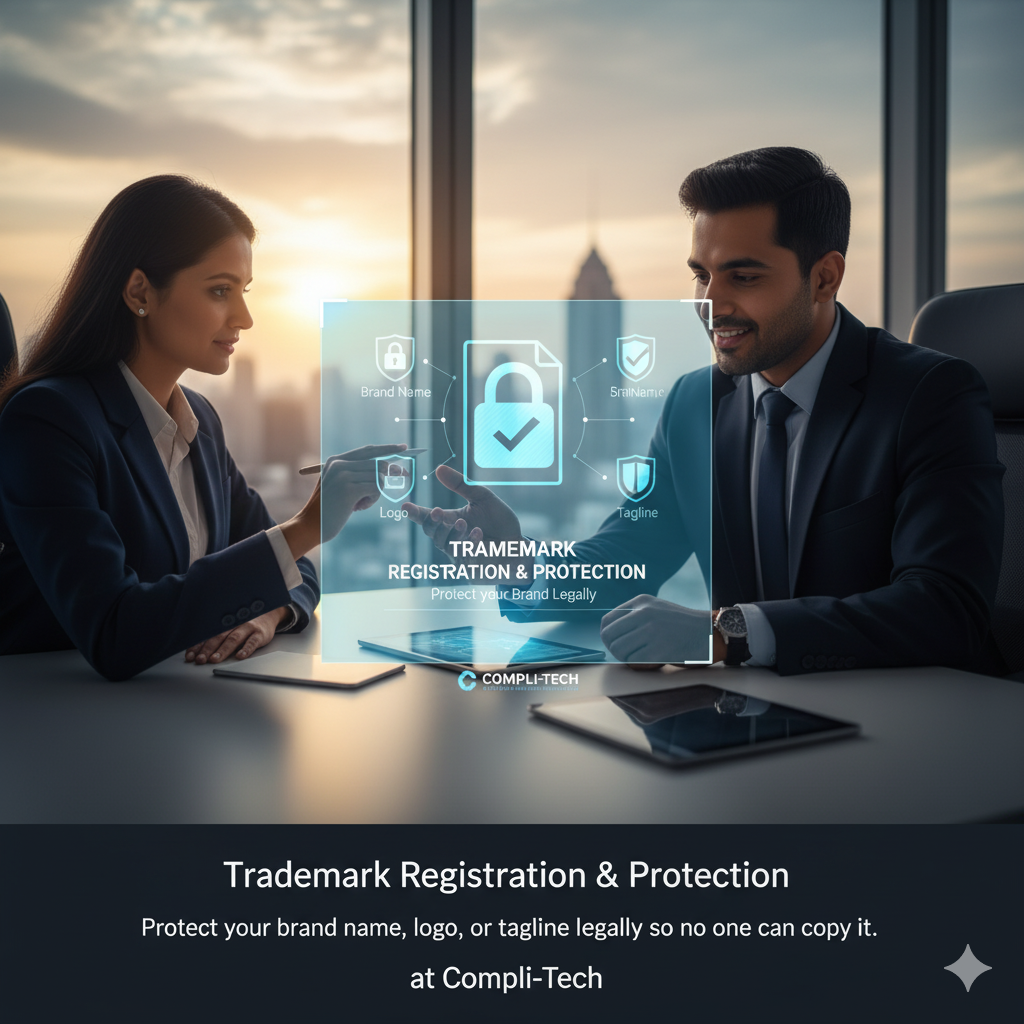 Brand Name
Logo
Tagline
TRAMEMARK
REGISTRATION & PROTECTION
Protect your Brand Legally
COMPLI-TECH
Trademark Registration & Protection
Protect your brand name, logo, or tagline legally so no one can copy it.
at Compli-Tech